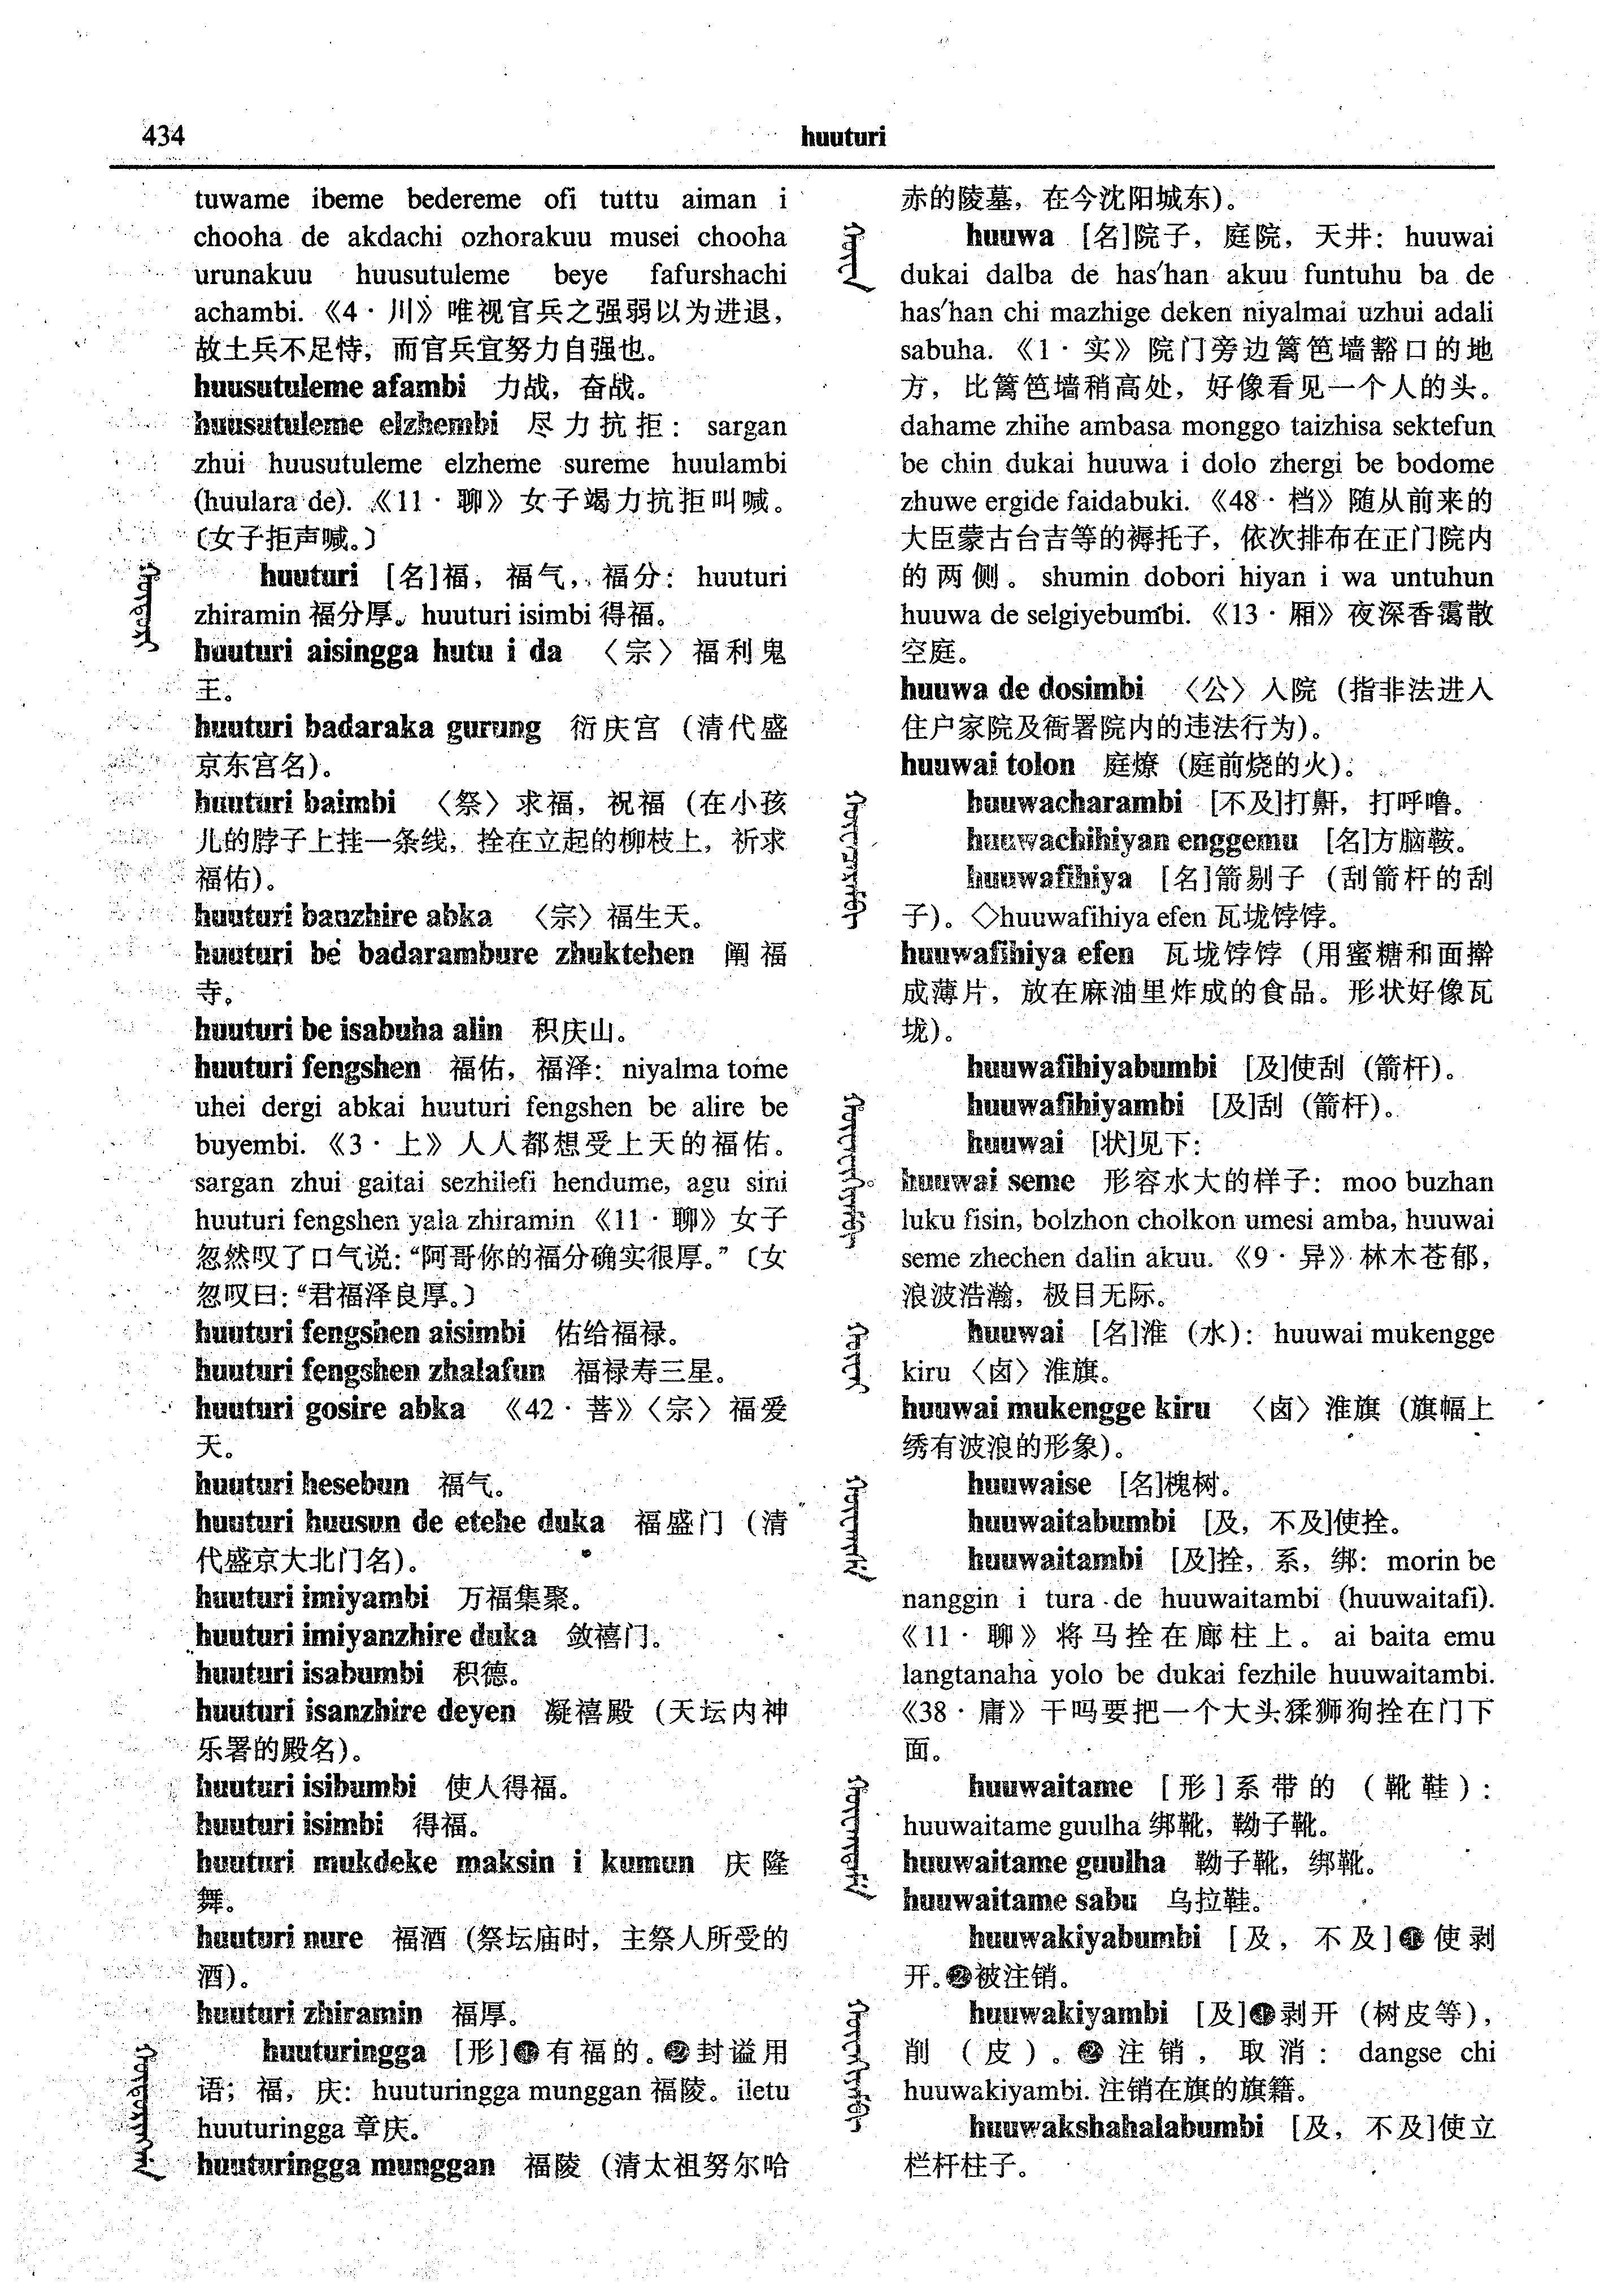 434
huuturi
tuwame ibeme bedereme ofi tuttu aiman i
chooha de akdachi ozhorakuu musei chooha
urunakuu huusutuleme beye fafurshachi
achambi.《4·川》唯视官兵之强弱以为进退，
故土兵不足恃，而官兵宜努力自强也。
huusutuleme afambi 力战，奋战。
huusutuleme elzhembi 尽力抗拒：sargan
zhui huusutuleme elzheme sureme huulambi
(huulara de).《11·聊》女子竭力抗拒叫喊。
〔女子拒声喊。〕
huuturi [名]福，福气，福分：huuturi
zhiramin 福分厚。huuturi isimbi 得福。
huuturi aisingga hutu i da 〈宗〉福利鬼
王。
huuturi badaraka gurung 衍庆宫（清代盛
京东宫名）。
huuturi baimbi 〈祭〉求福，祝福（在小孩
儿的脖子上挂一条线，拴在立起的柳枝上，祈求
福佑）。
huuturi banzhire abka 〈宗〉福生天。
huuturi be badarambure zhuktehen 阐福
寺。
huuturi be isabuha alin 积庆山。
huuturi fengshen 福佑，福泽：niyalma tome
uhei dergi abkai huuturi fengshen be alire be
buyembi.《3·上》人人都想受上天的福佑。
sargan zhui gaitai sezhilefi hendume, agu sini
huuturi fengshen yala zhiramin《11·聊》女子
忽然叹了口气说：“阿哥你的福分确实很厚。”〔女
忽叹曰：“君福泽良厚。〕
huuturi fengshen aisimbi 佑给福禄。
huuturi fengshen zhalafun 福禄寿三星。
huuturi gosire abka 《42·菩》〈宗〉福爱
天。
huuturi hesebun 福气。
huuturi huusun de etehe duka 福盛门（清
代盛京大北门名）。
huuturi imiyambi 万福集聚。
huuturi imiyanzhire duka 敛禧门。
huuturi isabumbi 积德。
huuturi isanzhire deyen 凝禧殿（天坛内神
乐署的殿名）。
huuturi isibumbi 使人得福。
huuturi isimbi 得福。
huuturi mukdeke maksin i kumun 庆隆
舞。
huuturi nure 福酒（祭坛庙时，主祭人所受的
酒）。
huuturi zhiramin 福厚。
huuturingga [形]❶有福的。❷封谥用
语；福，庆：huuturingga munggan 福陵。iletu
huuturingga 章庆。
huuturingga munggan 福陵（清太祖努尔哈
赤的陵墓，在今沈阳城东）。
huuwa [名]院子，庭院，天井：huuwai
dukai dalba de has'han akuu funtuhu ba de
has'han chi mazhige deken niyalmai uzhui adali
sabuha.《1·实》院门旁边篱笆墙豁口的地
方，比篱笆墙稍高处，好像看见一个人的头。
dahame zhihe ambasa monggo taizhisa sektefun
be chin dukai huuwa i dolo zhergi be bodome
zhuwe ergide faidabuki.《48·档》随从前来的
大臣蒙古台吉等的褥托子，依次排布在正门院内
的两侧。shumin dobori hiyan i wa untuhun
huuwa de selgiyebumbi.《13·厢》夜深香霭散
空庭。
huuwa de dosimbi 〈公〉入院（指非法进入
住户家院及衙署院内的违法行为）。
huuwai tolon 庭燎（庭前烧的火）。
huuwacharambi [不及]打鼾，打呼噜。
huuwachihiyan enggemu [名]方脑鞍。
huuwafihiya [名]箭剔子（刮箭杆的刮
子）。◇huuwafihiya efen 瓦垅饽饽。
huuwafihiya efen 瓦垅饽饽（用蜜糖和面擀
成薄片，放在麻油里炸成的食品。形状好像瓦
垅）。
huuwafihiyabumbi [及]使刮（箭杆）。
huuwafihiyambi [及]刮（箭杆）。
huuwai [状]见下：
huuwai seme 形容水大的样子：moo buzhan
luku fisin, bolzhon cholkon umesi amba, huuwai
seme zhechen dalin akuu.《9·异》林木苍郁，
浪波浩瀚，极目无际。
huuwai [名]淮（水）：huuwai mukengge
kiru〈卤〉淮旗。
huuwai mukengge kiru 〈卤〉淮旗（旗幅上
绣有波浪的形象）。
huuwaise [名]槐树。
huuwaitabumbi [及，不及]使拴。
huuwaitambi [及]拴，系，绑：morin be
nanggin i tura de huuwaitambi (huuwaitafi).
《11·聊》将马拴在廊柱上。ai baita emu
langtanaha yolo be dukai fezhile huuwaitambi.
《38·庸》干吗要把一个大头猱狮狗拴在门下
面。
huuwaitame [形]系带的（靴鞋）：
huuwaitame guulha 绑靴，靿子靴。
huuwaitame guulha 靿子靴，绑靴。
huuwaitame sabu 乌拉鞋。
huuwakiyabumbi [及，不及]❶使剥
开。❷被注销。
huuwakiyambi [及]❶剥开（树皮等），
削（皮）。❷注销，取消：dangse chi
huuwakiyambi. 注销在旗的旗籍。
huuwakshahalabumbi [及，不及]使立
栏杆柱子。